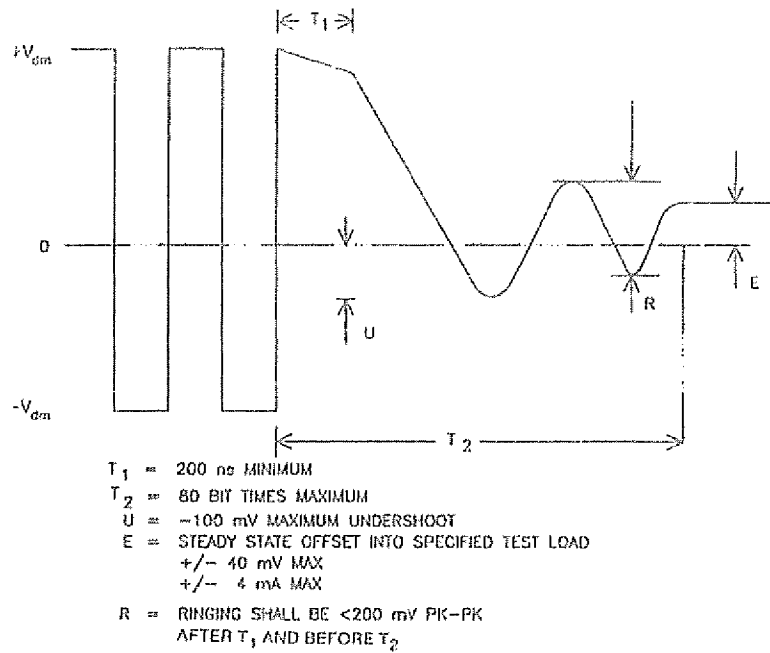 T₁
+V_dm
0
U
R
E
-V_dm
T₂
T₁ = 200 ns MINIMUM
T₂ = 80 BIT TIMES MAXIMUM
U = -100 mV MAXIMUM UNDERSHOOT
E = STEADY STATE OFFSET INTO SPECIFIED TEST LOAD
+/- 40 mV MAX
+/- 4 mA MAX
R = RINGING SHALL BE <200 mV PK-PK
AFTER T₁ AND BEFORE T₂